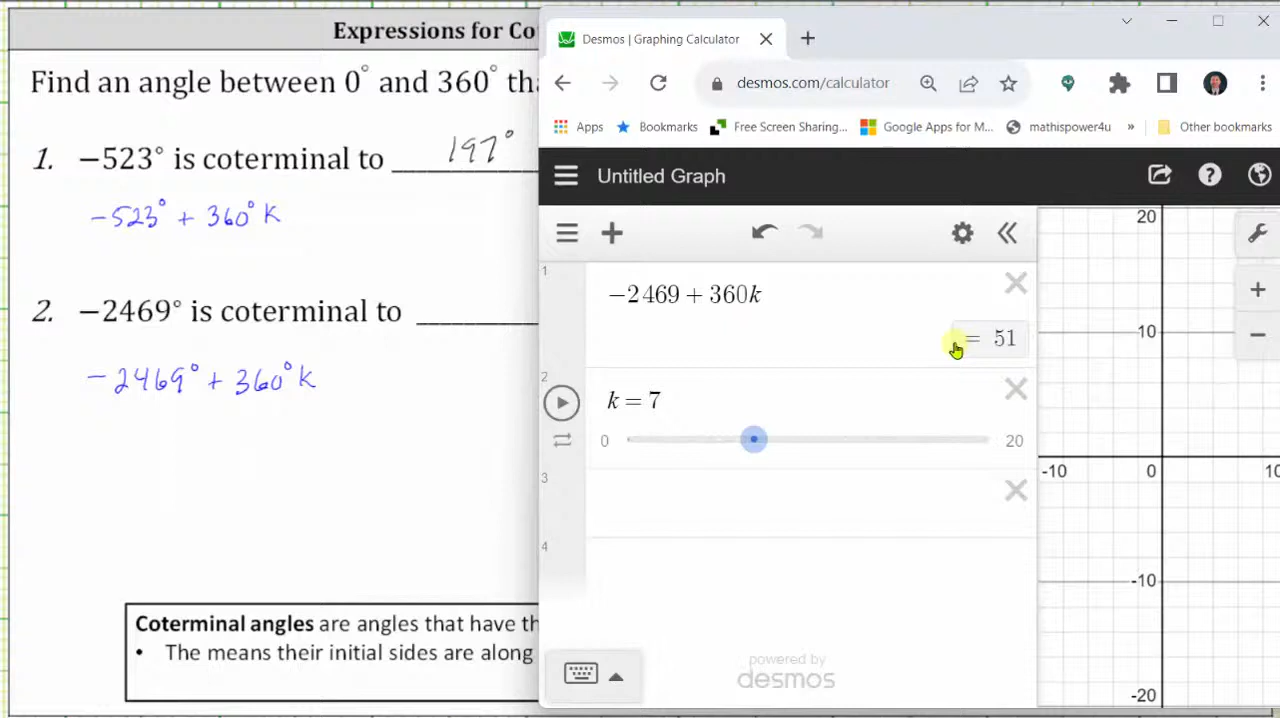 Expressions for Co
Find an angle between 0° and 360° tha
1. −523° is coterminal to ______ 197°
−523° + 360° k
2. −2469° is coterminal to ______
−2469° + 360° k
Coterminal angles are angles that have th
• The means their initial sides are along
Desmos | Graphing Calculator
desmos.com/calculator
Apps Bookmarks Free Screen Sharing... Google Apps for M... mathispower4u » Other bookmarks
Untitled Graph
1
−2469 + 360k
= 51
2
k = 7
0 20
3
4
powered by
desmos
20
10
-10 0 10
-10
-20